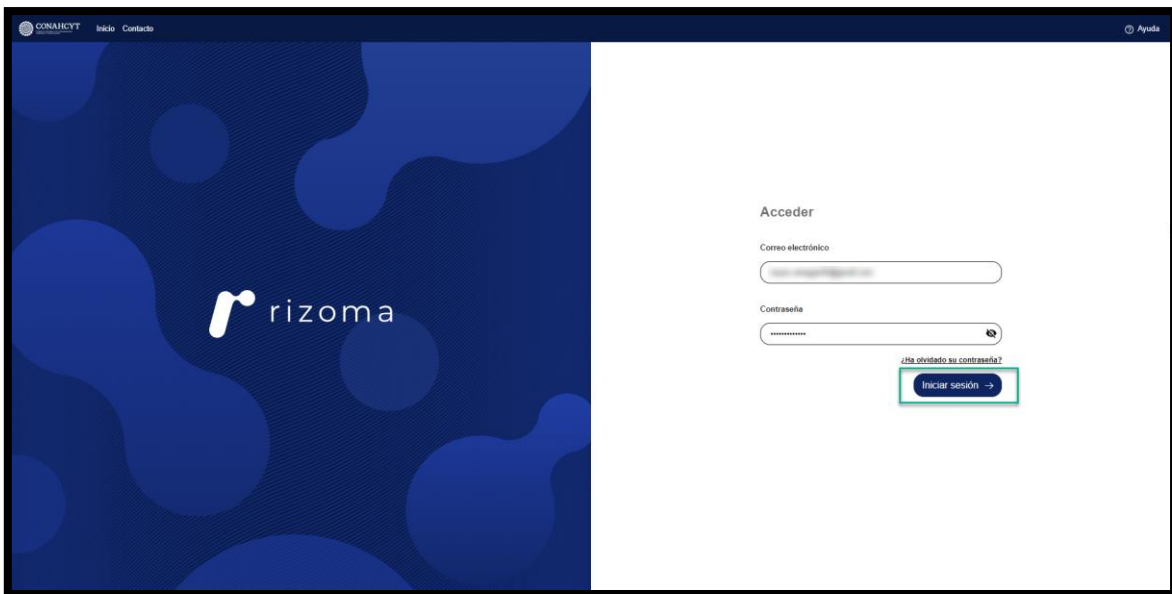 CONAHCYT Inicio Contacto Ayuda
Acceder
Correo electrónico
rizoma
Contraseña
¿Ha olvidado su contraseña?
Iniciar sesión →